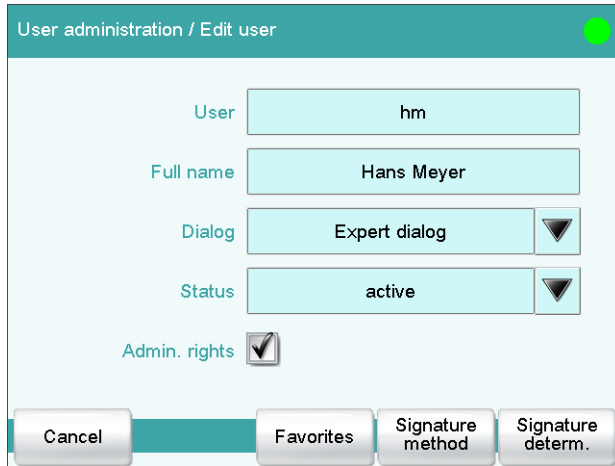 User administration / Edit user
User hm
Full name Hans Meyer
Dialog Expert dialog
Status active
Admin. rights
Cancel Favorites Signature method Signature determ.